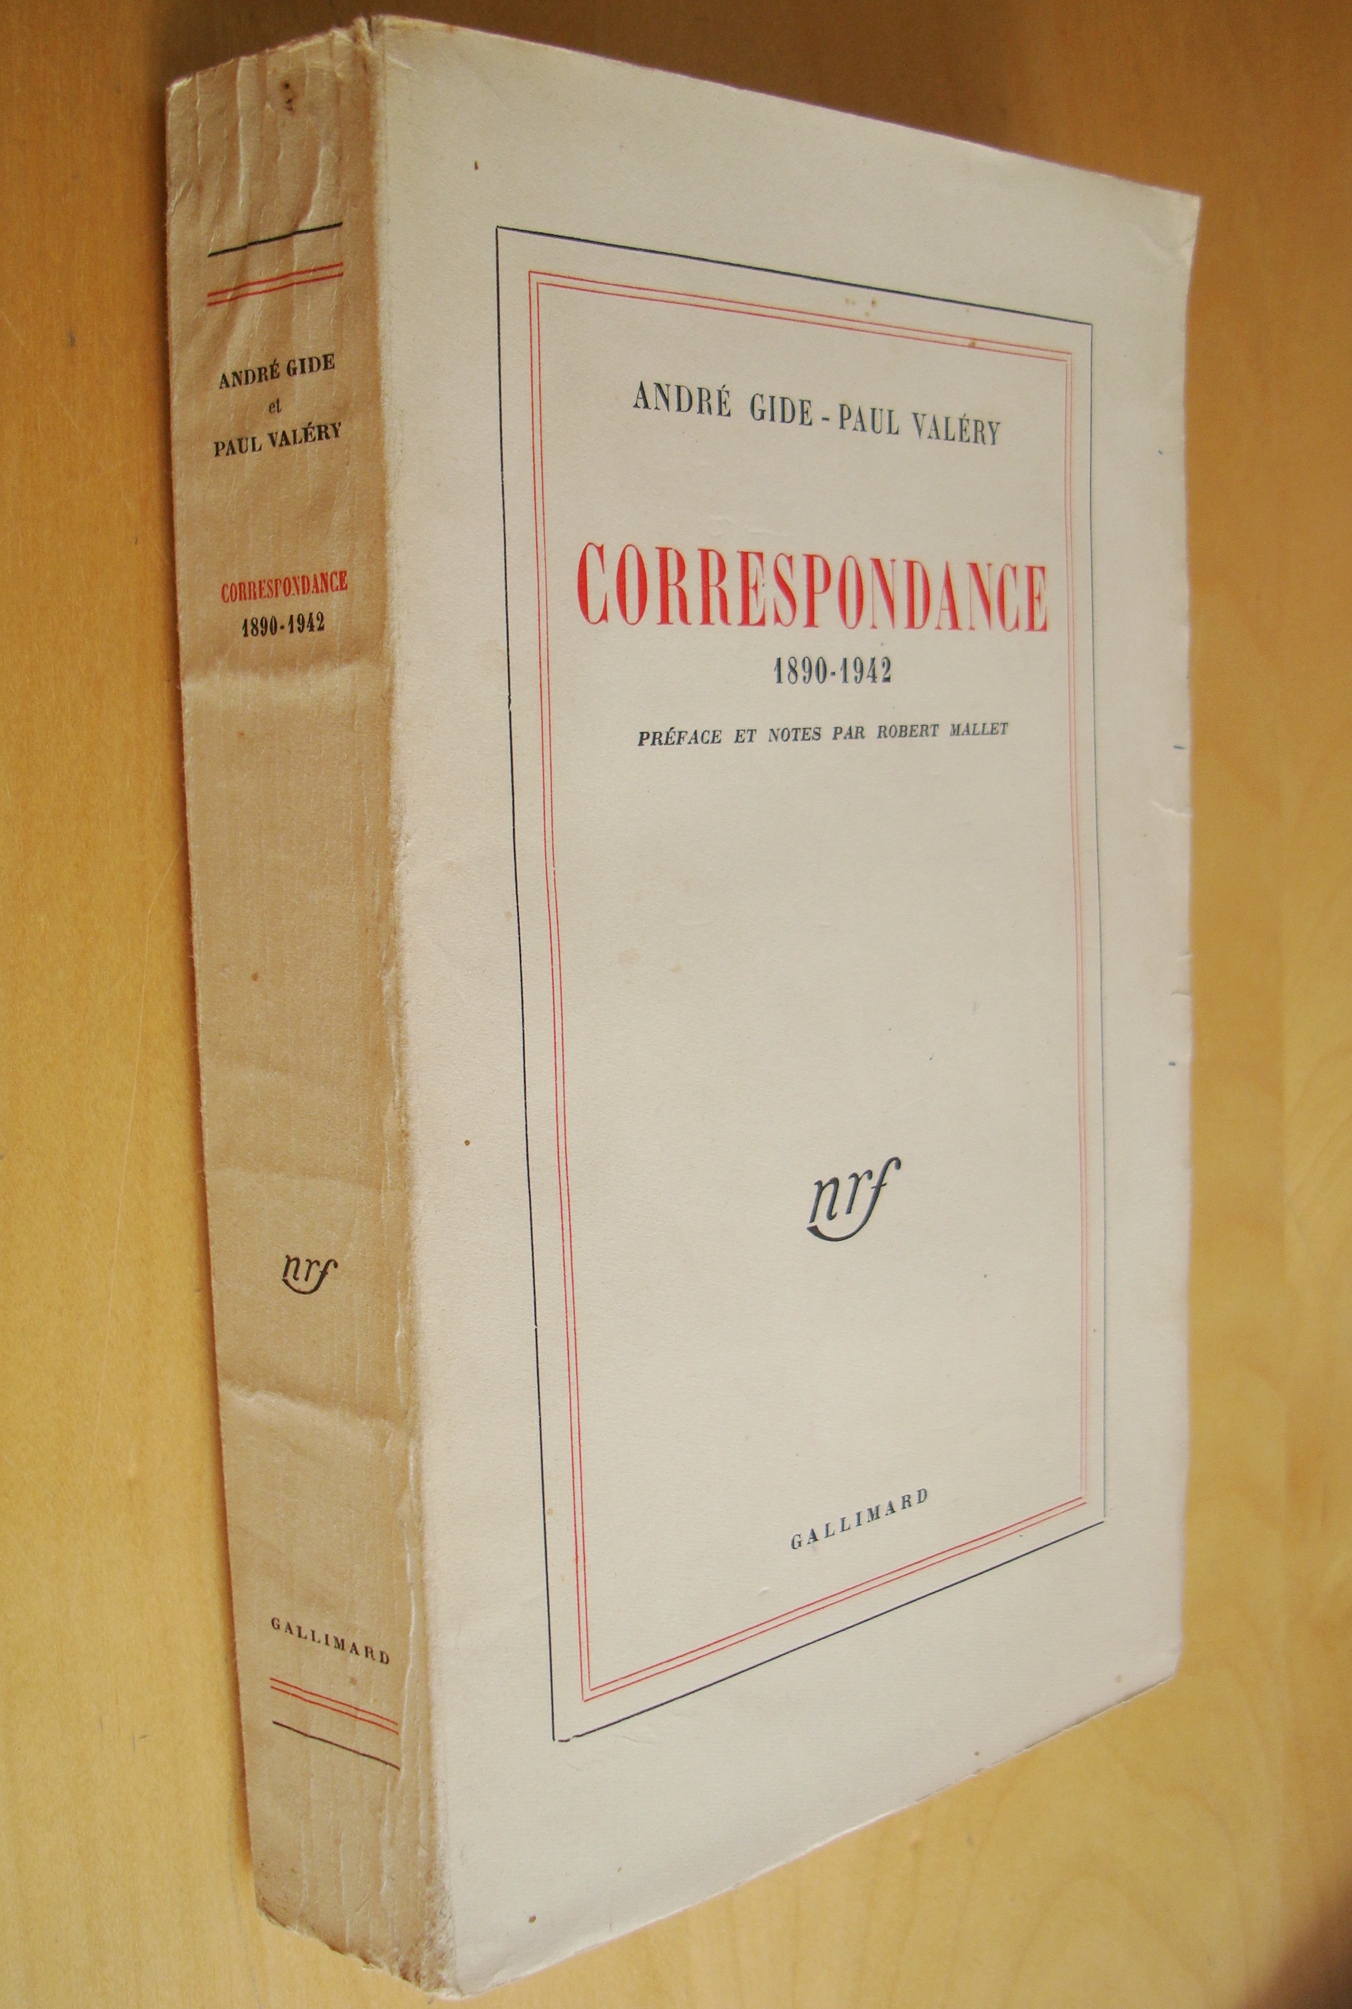 ANDRÉ GIDE
et
PAUL VALÉRY
CORRESPONDANCE
1890-1942
nrf
GALLIMARD
ANDRÉ GIDE - PAUL VALÉRY
CORRESPONDANCE
1890-1942
PRÉFACE ET NOTES PAR ROBERT MALLET
nrf
GALLIMARD